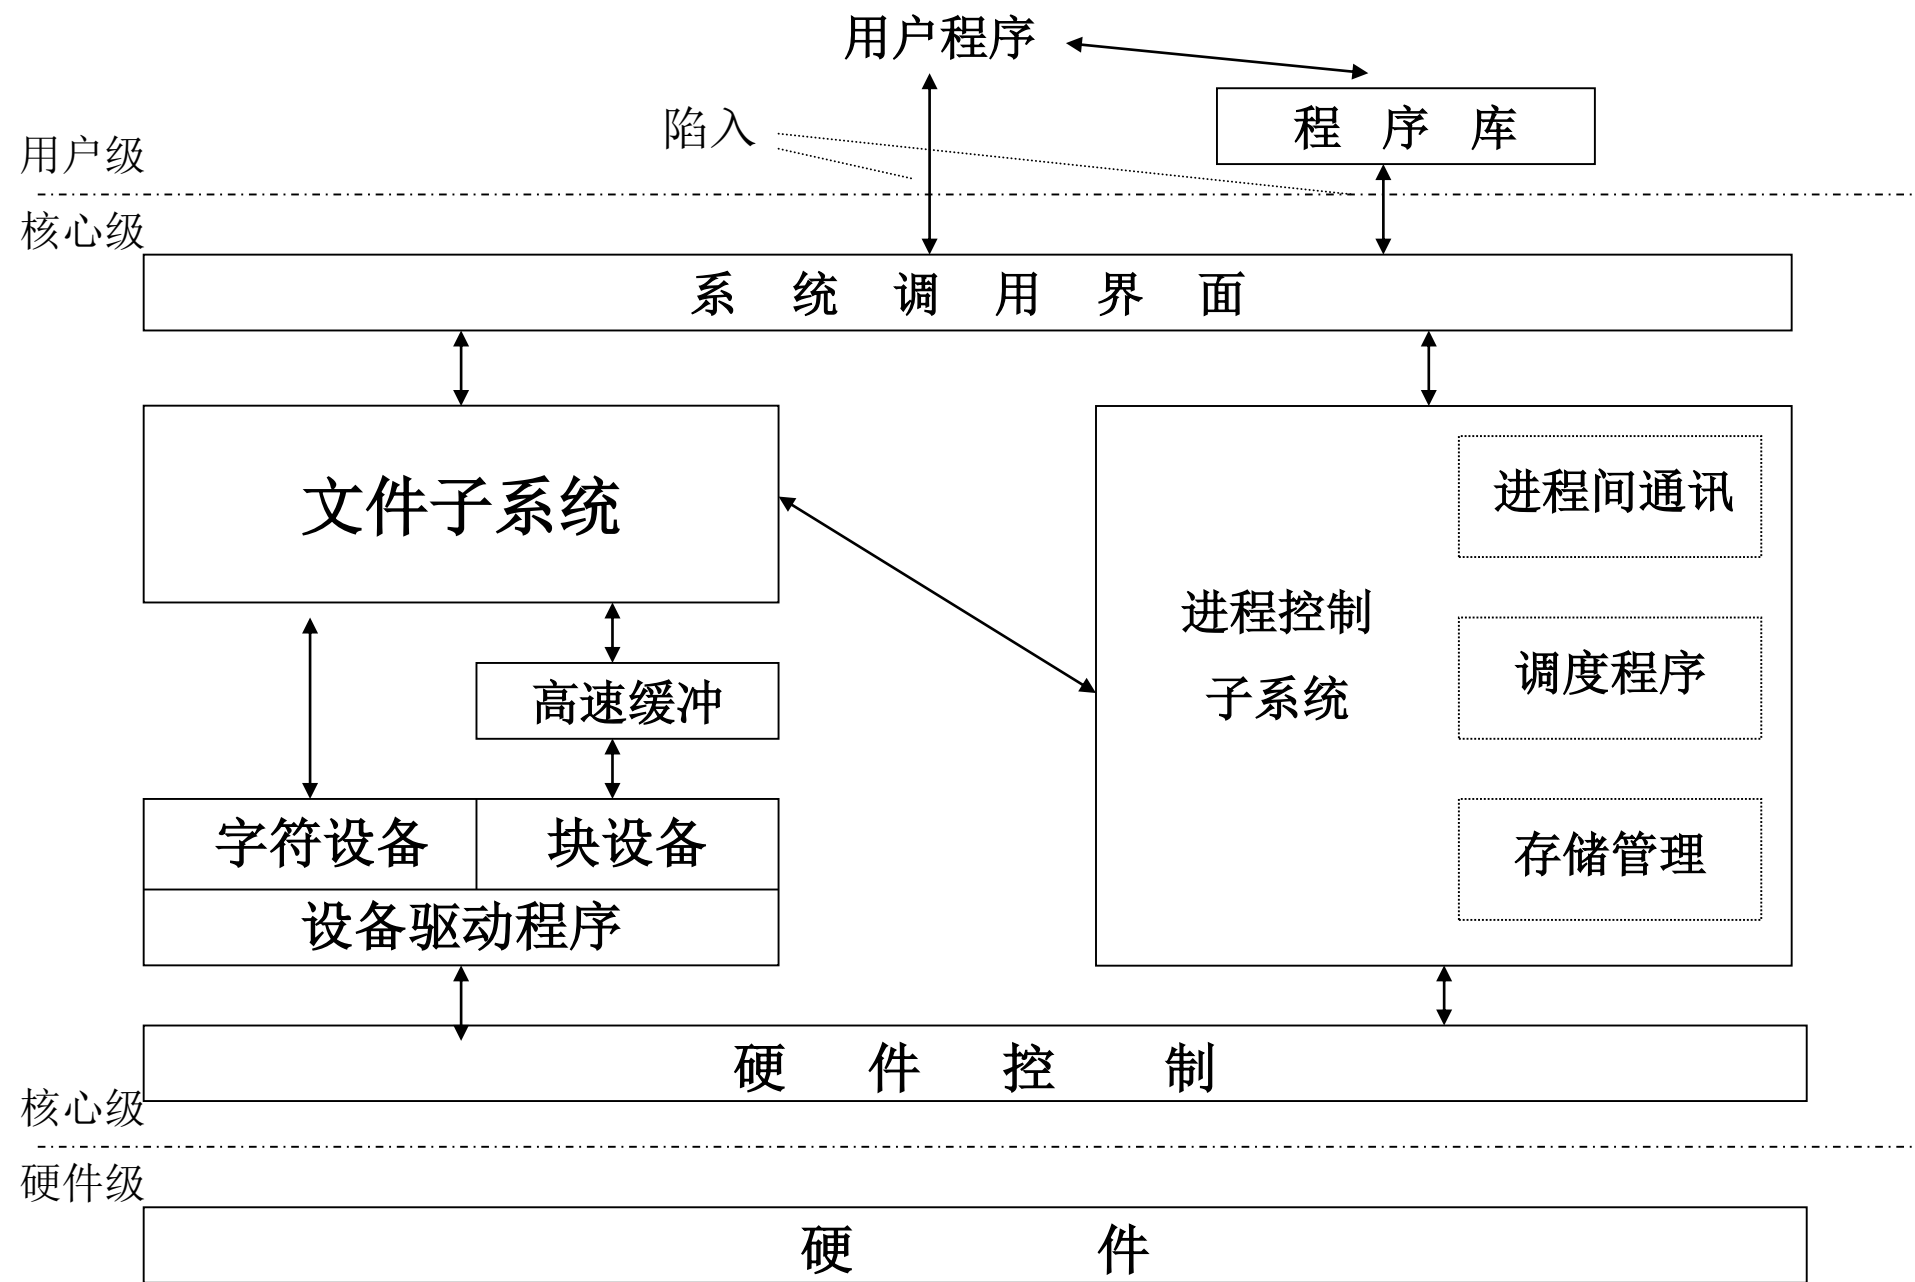 用户程序
陷入
程 序 库
用户级
核心级
系 统 调 用 界 面
文件子系统
进程间通讯
进程控制
子系统
调度程序
高速缓冲
字符设备
块设备
存储管理
设备驱动程序
硬 件 控 制
核心级
硬件级
硬 件